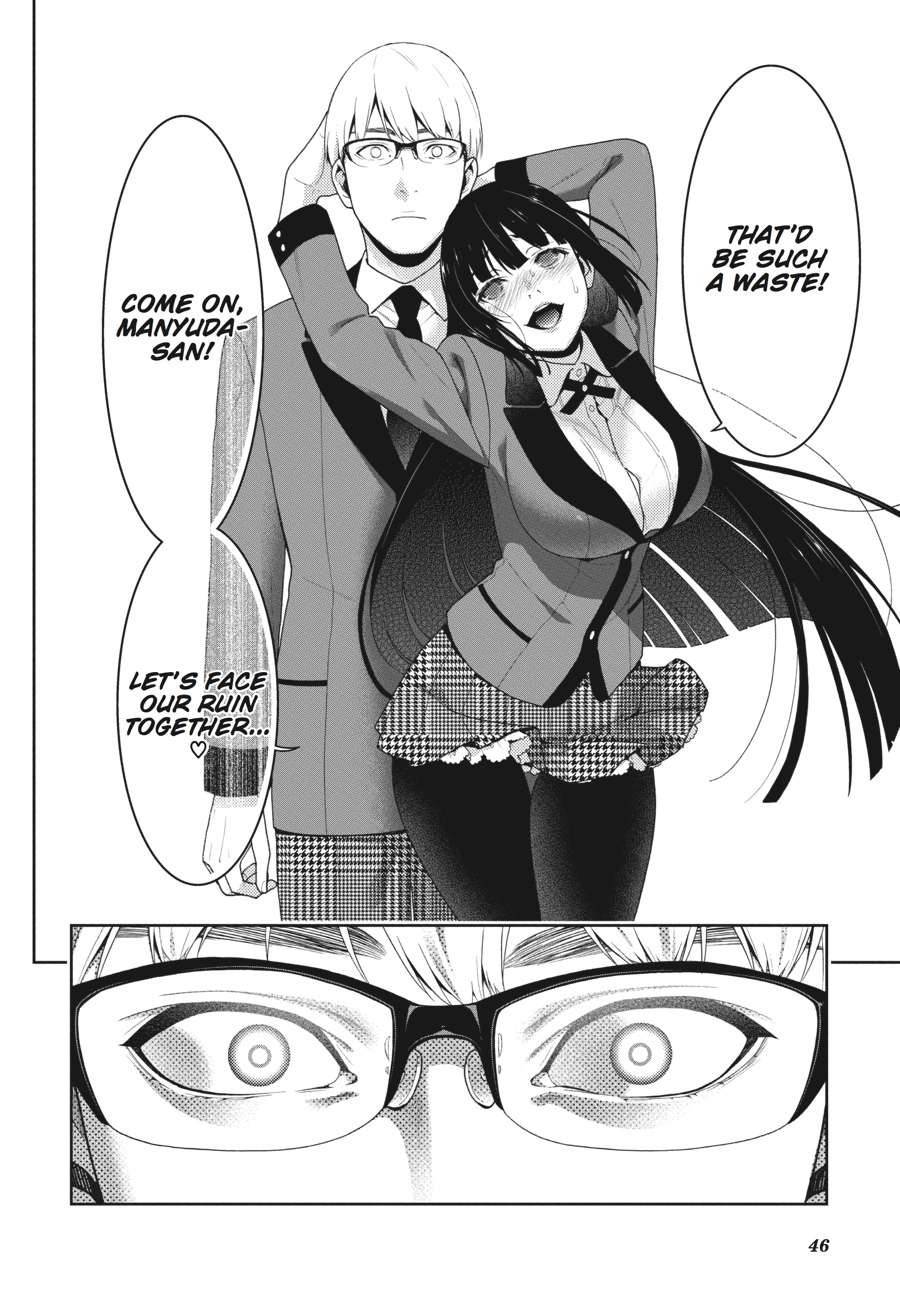 THAT'D
BE SUCH
A WASTE!
COME ON,
MANYUDA-
SAN!
LET'S FACE
OUR RUIN
TOGETHER...
♡
46